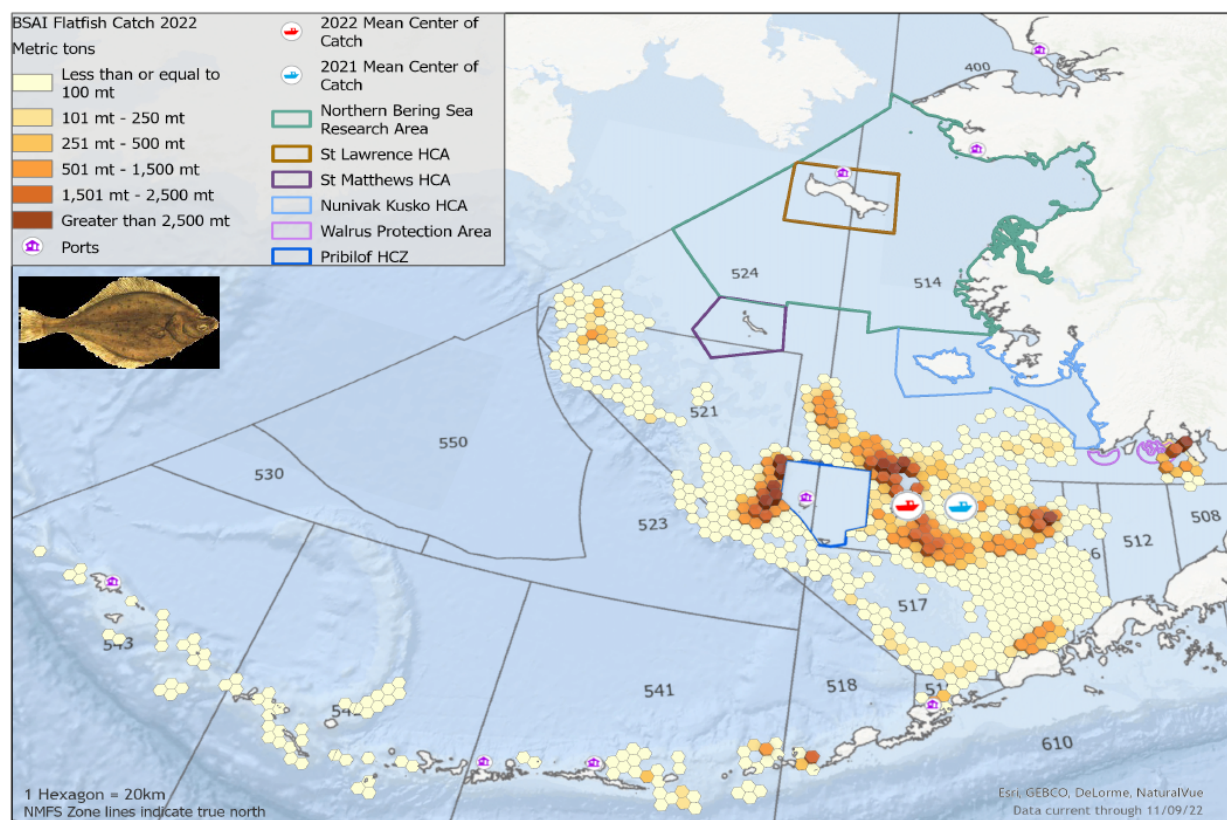 BSAI Flatfish Catch 2022
Metric tons
Less than or equal to
100 mt
101 mt - 250 mt
251 mt - 500 mt
501 mt - 1,500 mt
1,501 mt - 2,500 mt
Greater than 2,500 mt
Ports
2022 Mean Center of
Catch
2021 Mean Center of
Catch
Northern Bering Sea
Research Area
St Lawrence HCA
St Matthews HCA
Nunivak Kusko HCA
Walrus Protection Area
Pribilof HCZ
400
524
514
521
550
530
523
512
508
517
543
541
518
610
1 Hexagon = 20km
NMFS Zone lines indicate true north
Esri, GEBCO, DeLorme, NaturalVue
Data current through 11/09/22